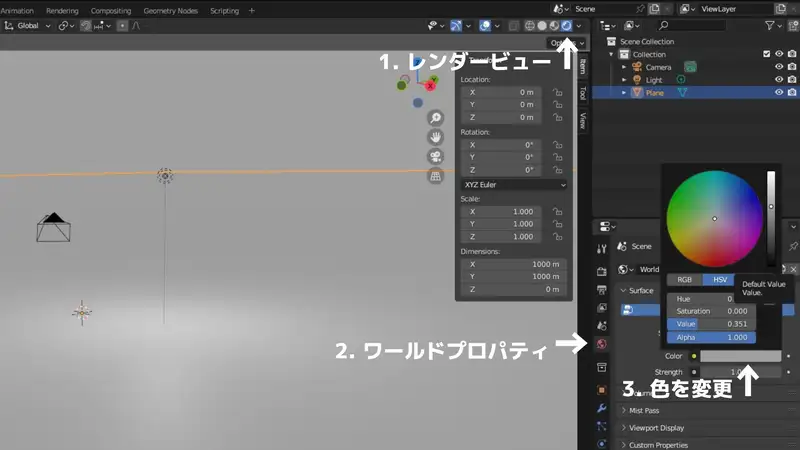 Animation Rendering Compositing Geometry Nodes Scripting +
Scene
ViewLayer
Global
Scene Collection
Collection
Camera
Light
Plane
1. レンダービュー
Item
Tool
View
Location:
X 0 m
Y 0 m
Z 0 m
Rotation:
X 0°
Y 0°
Z 0°
XYZ Euler
Scale:
X 1.000
Y 1.000
Z 1.000
Dimensions:
X 1000 m
Y 1000 m
Z 0 m
Scene
World
Surface
RGB HSV
Default Value
Value.
Hue
Saturation 0.000
Value 0.351
Alpha 1.000
2. ワールドプロパティ
Color
Strength
3. 色を変更
Mist Pass
Viewport Display
Custom Properties